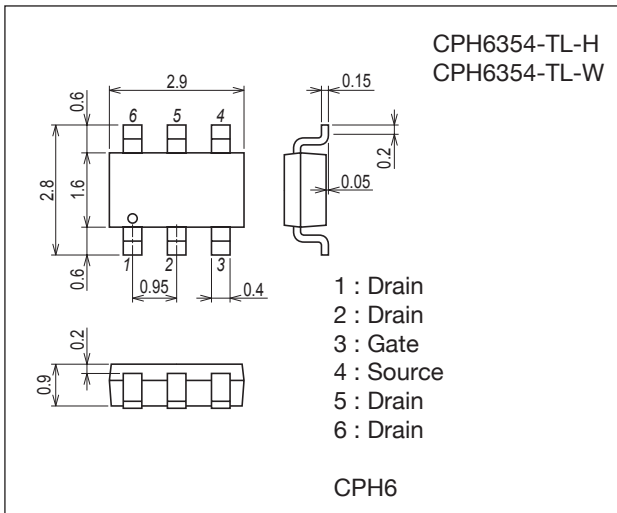 CPH6354-TL-H
CPH6354-TL-W
2.9
0.15
0.6
6
5
4
0.2
2.8
1.6
0.05
0.6
1
2
3
0.95
0.4
1 : Drain
2 : Drain
3 : Gate
4 : Source
5 : Drain
6 : Drain
0.2
0.9
CPH6